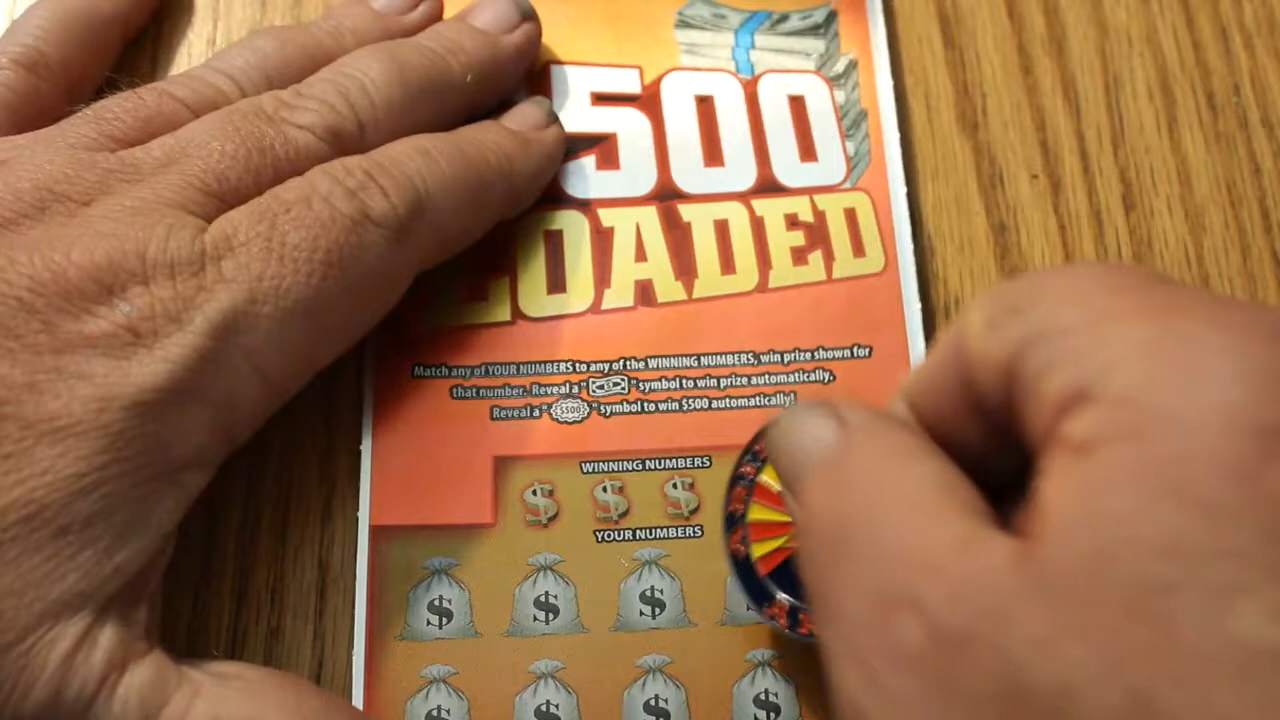 500
LOADED
Match any of YOUR NUMBERS to any of the WINNING NUMBERS, win prize shown for
that number. Reveal a " " symbol to win prize automatically.
Reveal a " $500 " symbol to win $500 automatically!
WINNING NUMBERS
$ $ $
YOUR NUMBERS
$ $ $
$ $ $ $